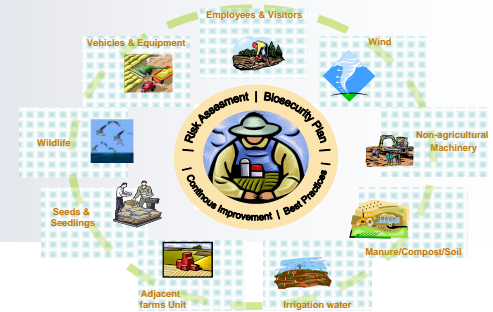 Employees & Visitors
Vehicles & Equipment
Wind
Risk Assesment | Biosecurity Plan |
Wildlife
Non-agricultural
Machinery
| Continous Improvement | Best Practices |
Seeds &
Seedlings
Manure/Compost/Soil
Adjacent
farms Unit
Irrigation water